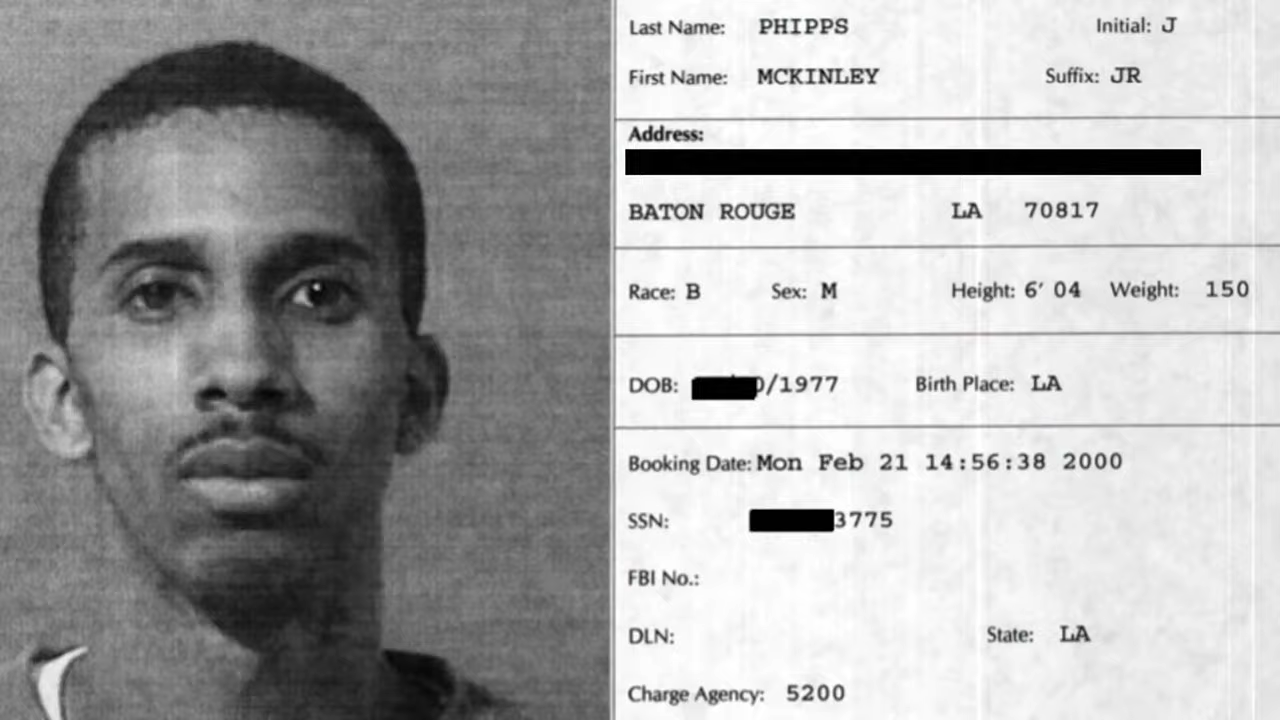 Last Name: PHIPPS Initial: J
First Name: MCKINLEY Suffix: JR
Address:
BATON ROUGE LA 70817
Race: B Sex: M Height: 6' 04 Weight: 150
DOB: 0/1977 Birth Place: LA
Booking Date: Mon Feb 21 14:56:38 2000
SSN: 3775
FBI No.:
DLN: State: LA
Charge Agency: 5200